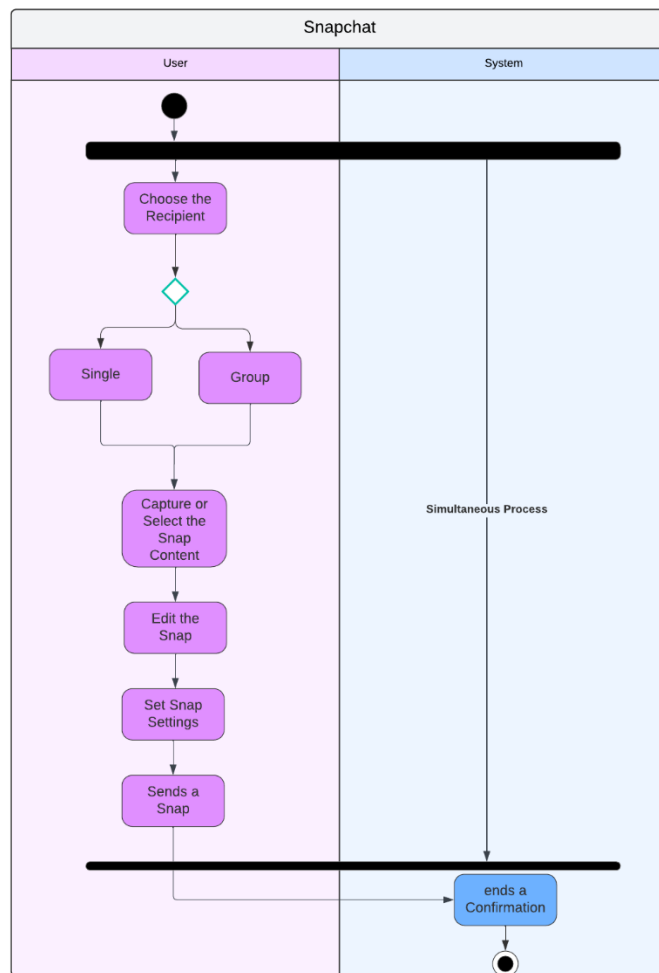 Snapchat
User
System
Choose the
Recipient
Single
Group
Capture or
Select the
Snap
Content
Simultaneous Process
Edit the
Snap
Set Snap
Settings
Sends a
Snap
ends a
Confirmation